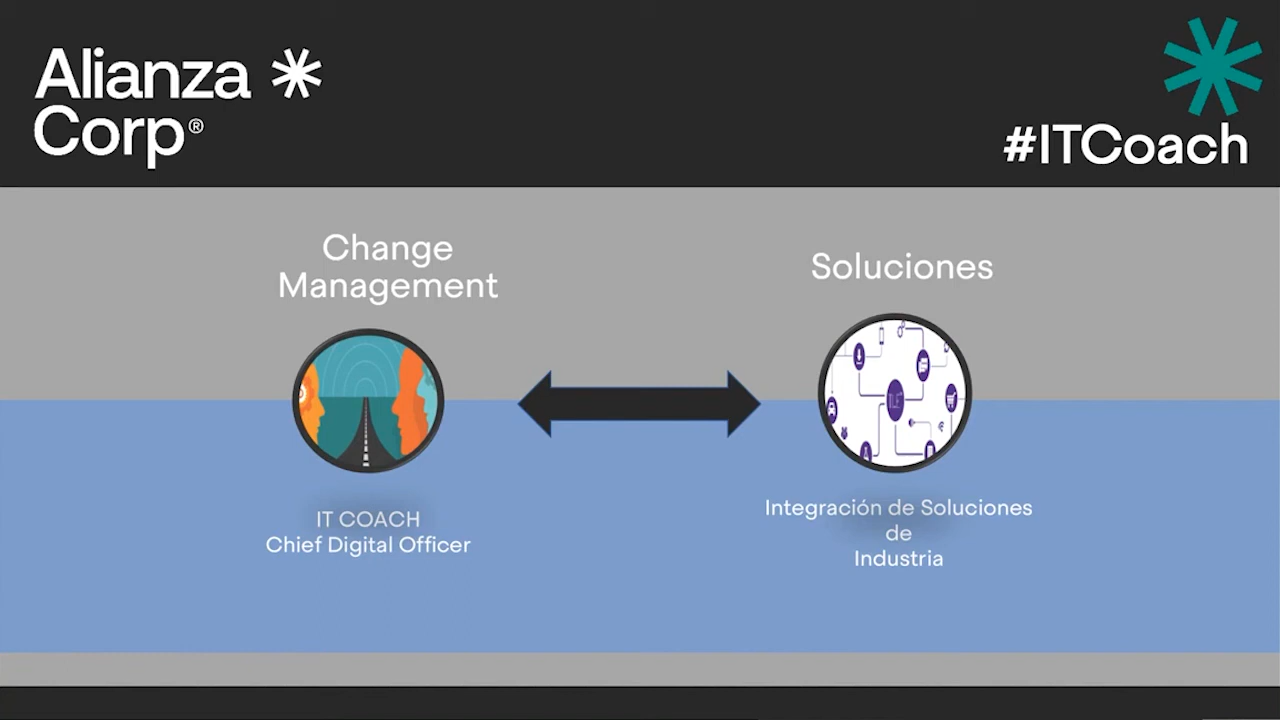 Alianza
Corp®
#ITCoach
Change
Management
Soluciones
IT COACH
Chief Digital Officer
Integración de Soluciones
de
Industria